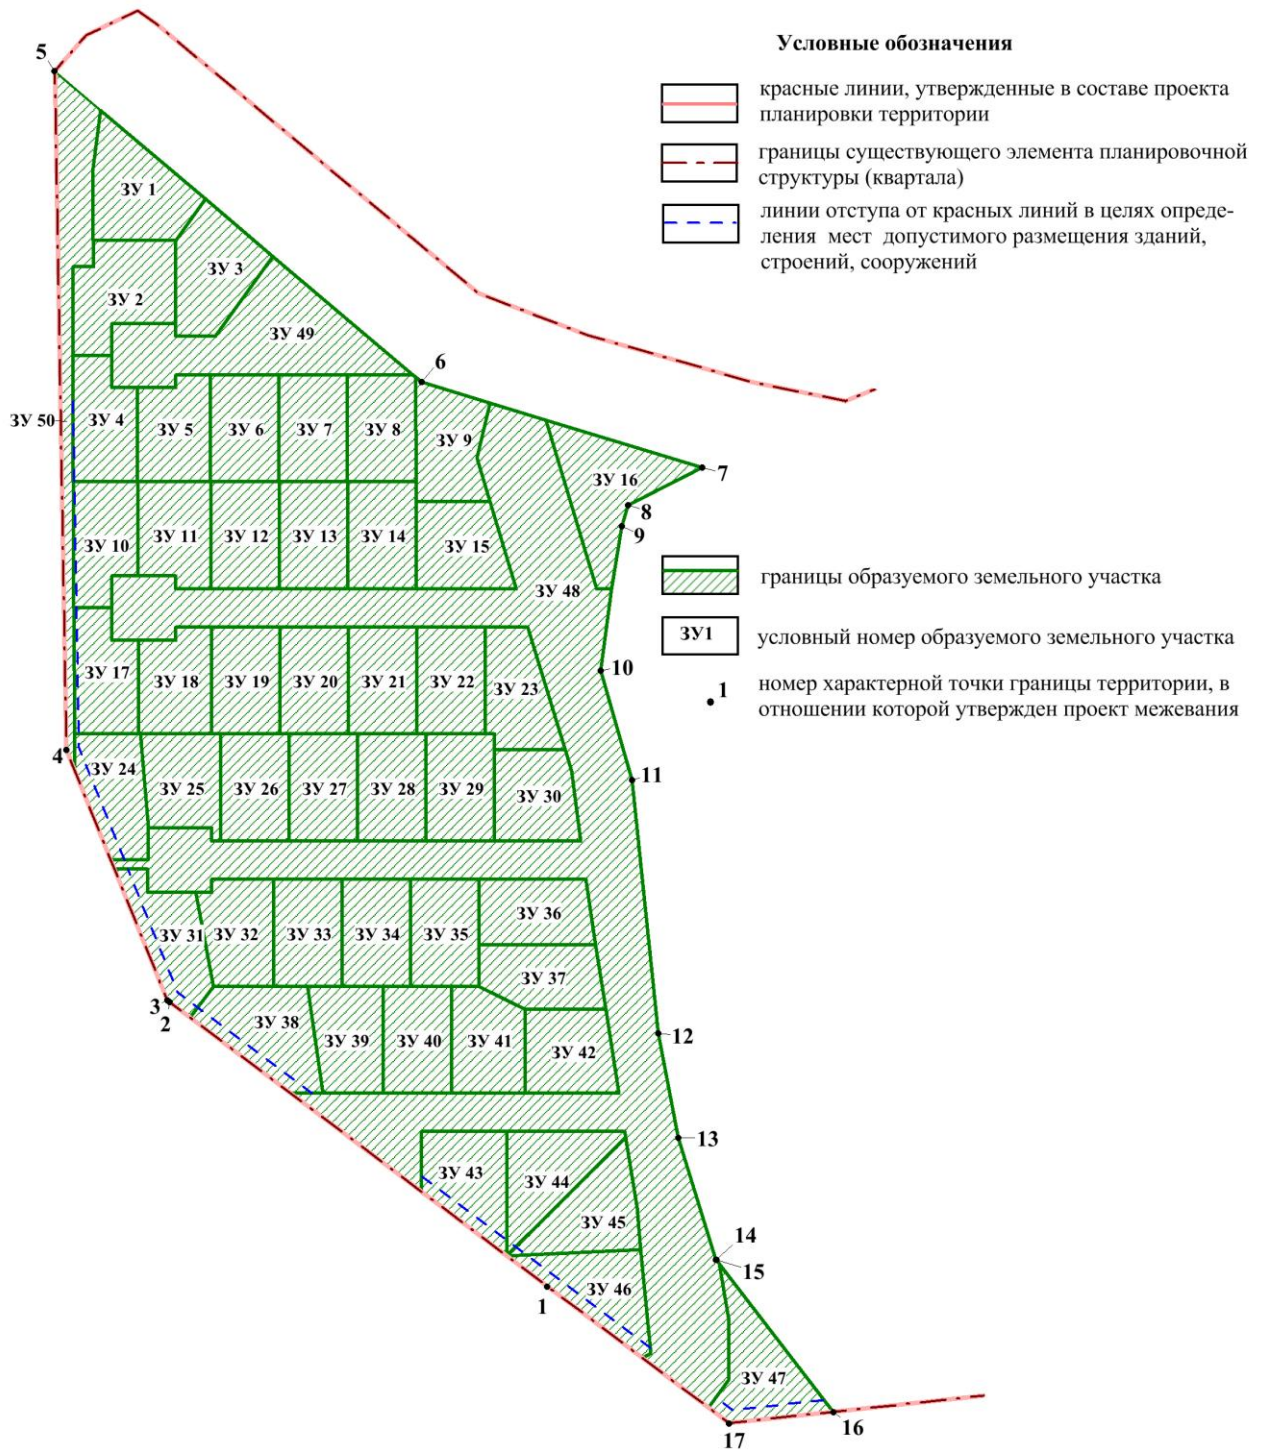 Условные обозначения
красные линии, утвержденные в составе проекта
планировки территории
границы существующего элемента планировочной
структуры (квартала)
линии отступа от красных линий в целях опреде-
ления мест допустимого размещения зданий,
строений, сооружений
границы образуемого земельного участка
ЗУ1
условный номер образуемого земельного участка
1
номер характерной точки границы территории, в
отношении которой утвержден проект межевания
5
ЗУ 1
ЗУ 3
ЗУ 2
ЗУ 49
6
ЗУ 50
ЗУ 4
ЗУ 5
ЗУ 6
ЗУ 7
ЗУ 8
ЗУ 9
7
ЗУ 16
8
9
ЗУ 10
ЗУ 11
ЗУ 12
ЗУ 13
ЗУ 14
ЗУ 15
ЗУ 48
10
ЗУ 17
ЗУ 18
ЗУ 19
ЗУ 20
ЗУ 21
ЗУ 22
ЗУ 23
4
11
ЗУ 24
ЗУ 25
ЗУ 26
ЗУ 27
ЗУ 28
ЗУ 29
ЗУ 30
ЗУ 31
ЗУ 32
ЗУ 33
ЗУ 34
ЗУ 35
ЗУ 36
ЗУ 37
3
2
ЗУ 38
ЗУ 39
ЗУ 40
ЗУ 41
ЗУ 42
12
13
ЗУ 43
ЗУ 44
ЗУ 45
14
15
ЗУ 46
1
ЗУ 47
16
17